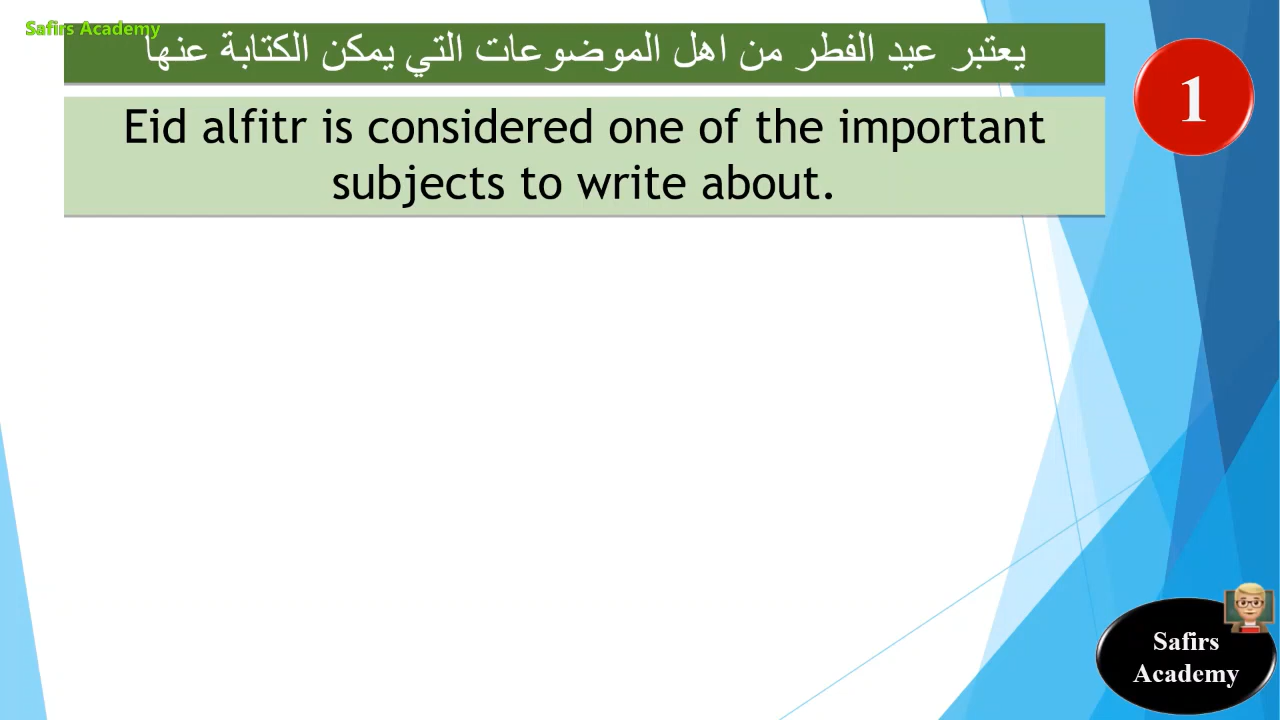 Safirs Academy
يعتبر عيد الفطر من اهل الموضوعات التي يمكن الكتابة عنها
1
Eid alfitr is considered one of the important
subjects to write about.
Safirs
Academy